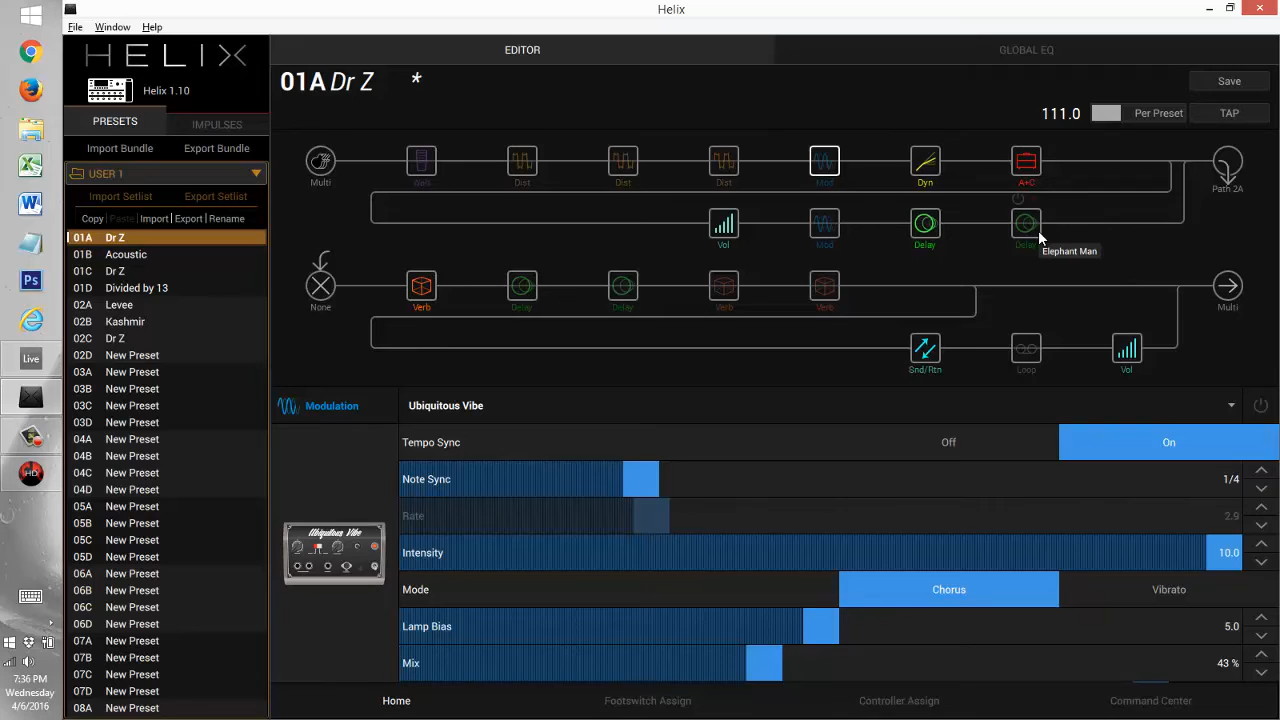 Helix
File Window Help
HELIX
Helix 1.10
PRESETS IMPULSES
Import Bundle Export Bundle
USER 1
Import Setlist Export Setlist
Copy Paste Import Export Rename
01A Dr Z
01B Acoustic
01C Dr Z
01D Divided by 13
02A Levee
02B Kashmir
02C Dr Z
02D New Preset
03A New Preset
03B New Preset
03C New Preset
03D New Preset
04A New Preset
04B New Preset
04C New Preset
04D New Preset
05A New Preset
05B New Preset
05C New Preset
05D New Preset
06A New Preset
06B New Preset
06C New Preset
06D New Preset
07A New Preset
07B New Preset
07C New Preset
07D New Preset
08A New Preset
EDITOR GLOBAL EQ
01A Dr Z *
Save
111.0 Per Preset TAP
Multi Wah Dist Dist Dist Mod Dyn A+C Path 2A
Vol Mod Delay Delay
Elephant Man
None Verb Delay Delay Verb Verb Multi
Snd/Rtn Loop Vol
Modulation Ubiquitous Vibe
Tempo Sync Off On
Note Sync 1/4
Rate 2.9
Intensity 10.0
Ubiquitous Vibe
Mode Chorus Vibrato
Lamp Bias 5.0
Mix 43 %
Home Footswitch Assign Controller Assign Command Center
X
W
Ps
Live
HD
7:36 PM
Wednesday
4/6/2016